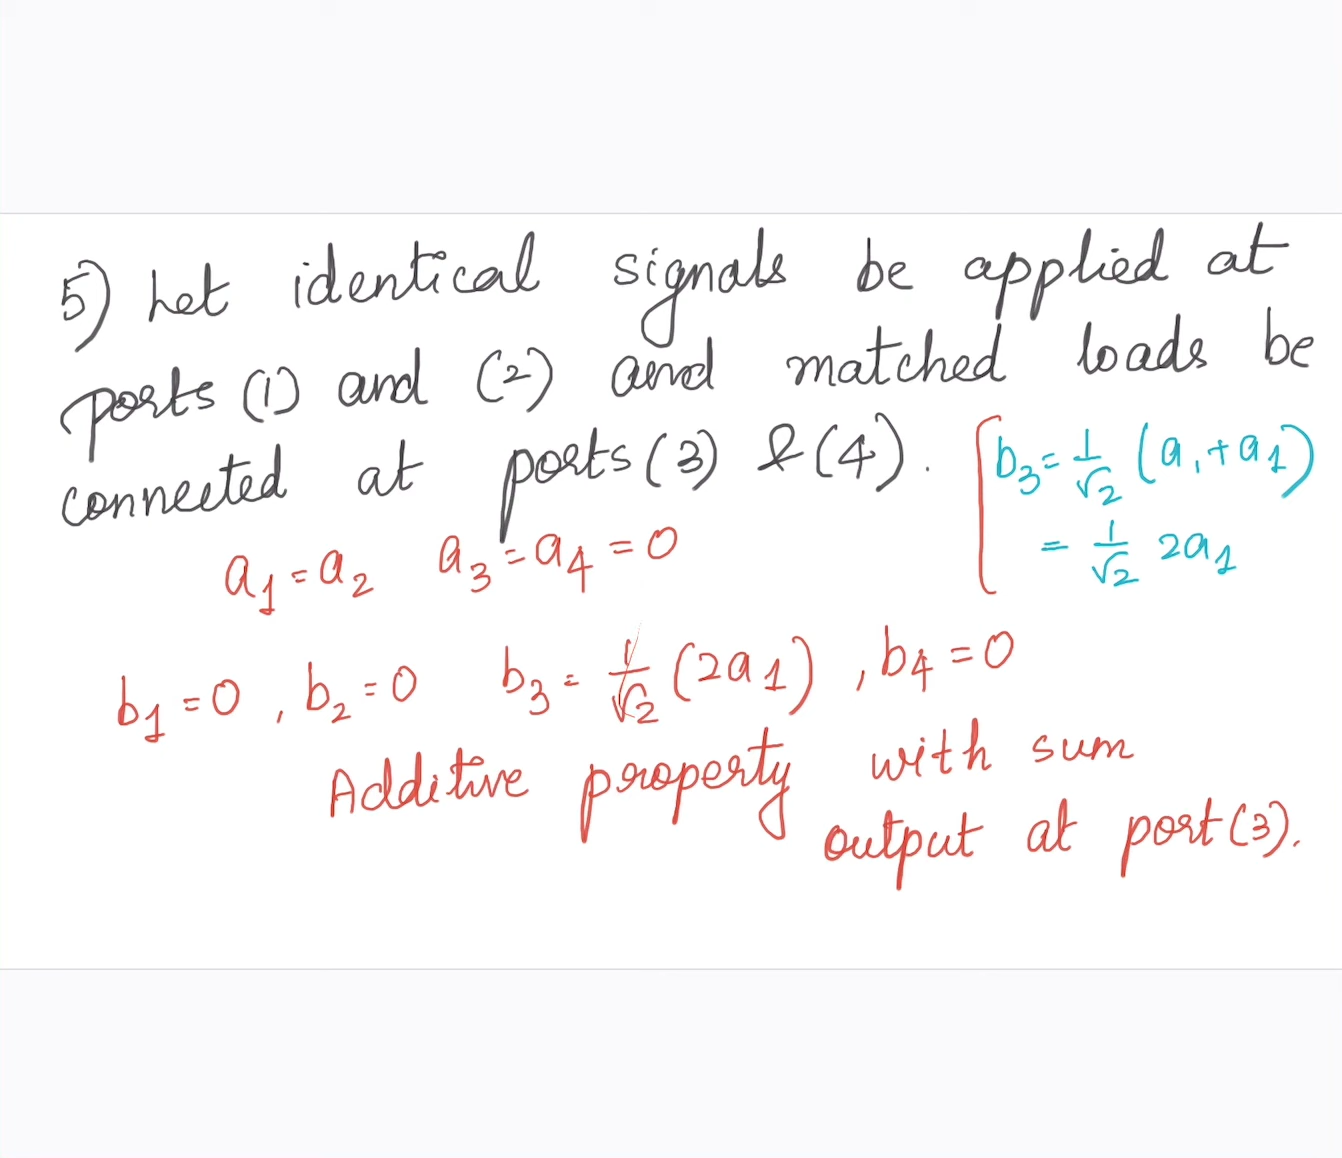 5) Let identical signals be applied at
ports (1) and (2) and matched loads be
connected at ports (3) & (4).
b₃ = 1/√2 (a₁ + a₁)
= 1/√2 2a₁
a₁ = a₂ a₃ = a₄ = 0
b₁ = 0 , b₂ = 0 b₃ = 1/√2 (2a₁) , b₄ = 0
Additive property with sum
output at port (3).